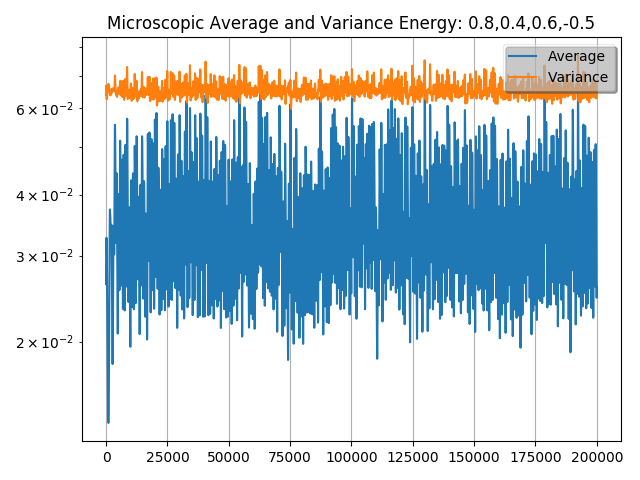 Microscopic Average and Variance Energy: 0.8,0.4,0.6,-0.5
Average
Variance
6 × 10⁻²
4 × 10⁻²
3 × 10⁻²
2 × 10⁻²
0 25000 50000 75000 100000 125000 150000 175000 200000